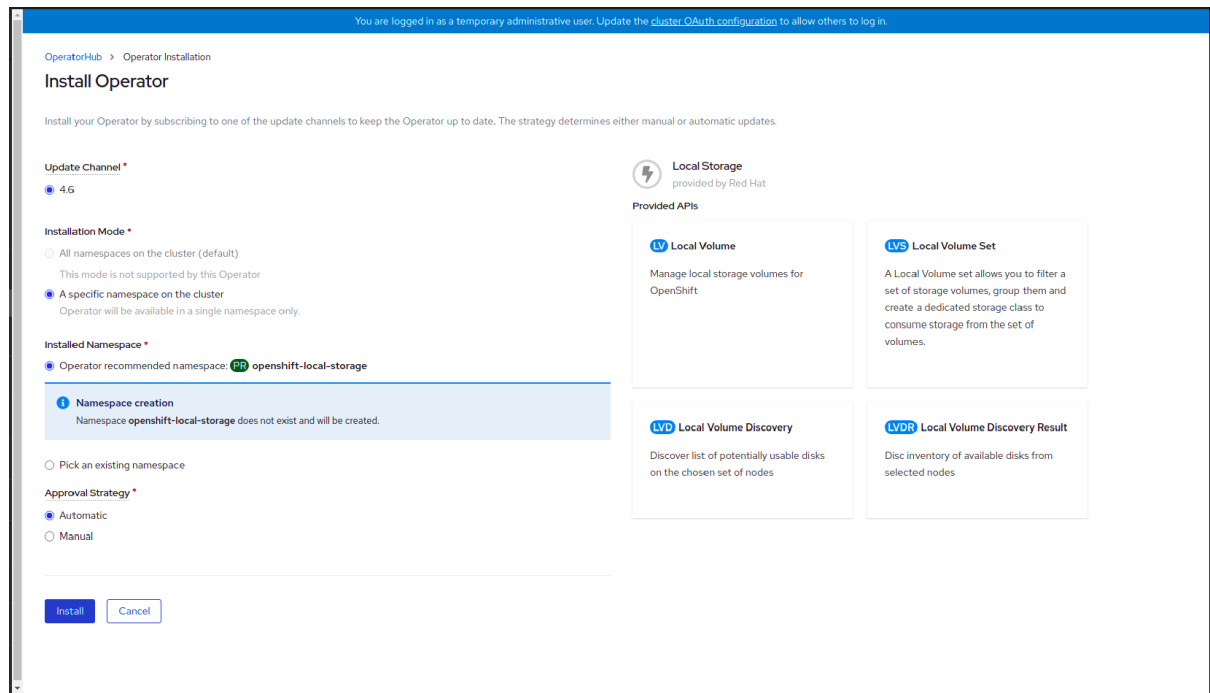 You are logged in as a temporary administrative user. Update the cluster OAuth configuration to allow others to log in.
OperatorHub > Operator Installation
Install Operator
Install your Operator by subscribing to one of the update channels to keep the Operator up to date. The strategy determines either manual or automatic updates.
Update Channel *
4.6
Installation Mode *
All namespaces on the cluster (default)
This mode is not supported by this Operator
A specific namespace on the cluster
Operator will be available in a single namespace only.
Installed Namespace *
Operator recommended namespace: PR openshift-local-storage
Namespace creation
Namespace openshift-local-storage does not exist and will be created.
Pick an existing namespace
Approval Strategy *
Automatic
Manual
Install
Cancel
Local Storage
provided by Red Hat
Provided APIs
LV Local Volume
Manage local storage volumes for
OpenShift
LVS Local Volume Set
A Local Volume set allows you to filter a
set of storage volumes, group them and
create a dedicated storage class to
consume storage from the set of
volumes.
LVD Local Volume Discovery
Discover list of potentially usable disks
on the chosen set of nodes
LVDR Local Volume Discovery Result
Disc inventory of available disks from
selected nodes